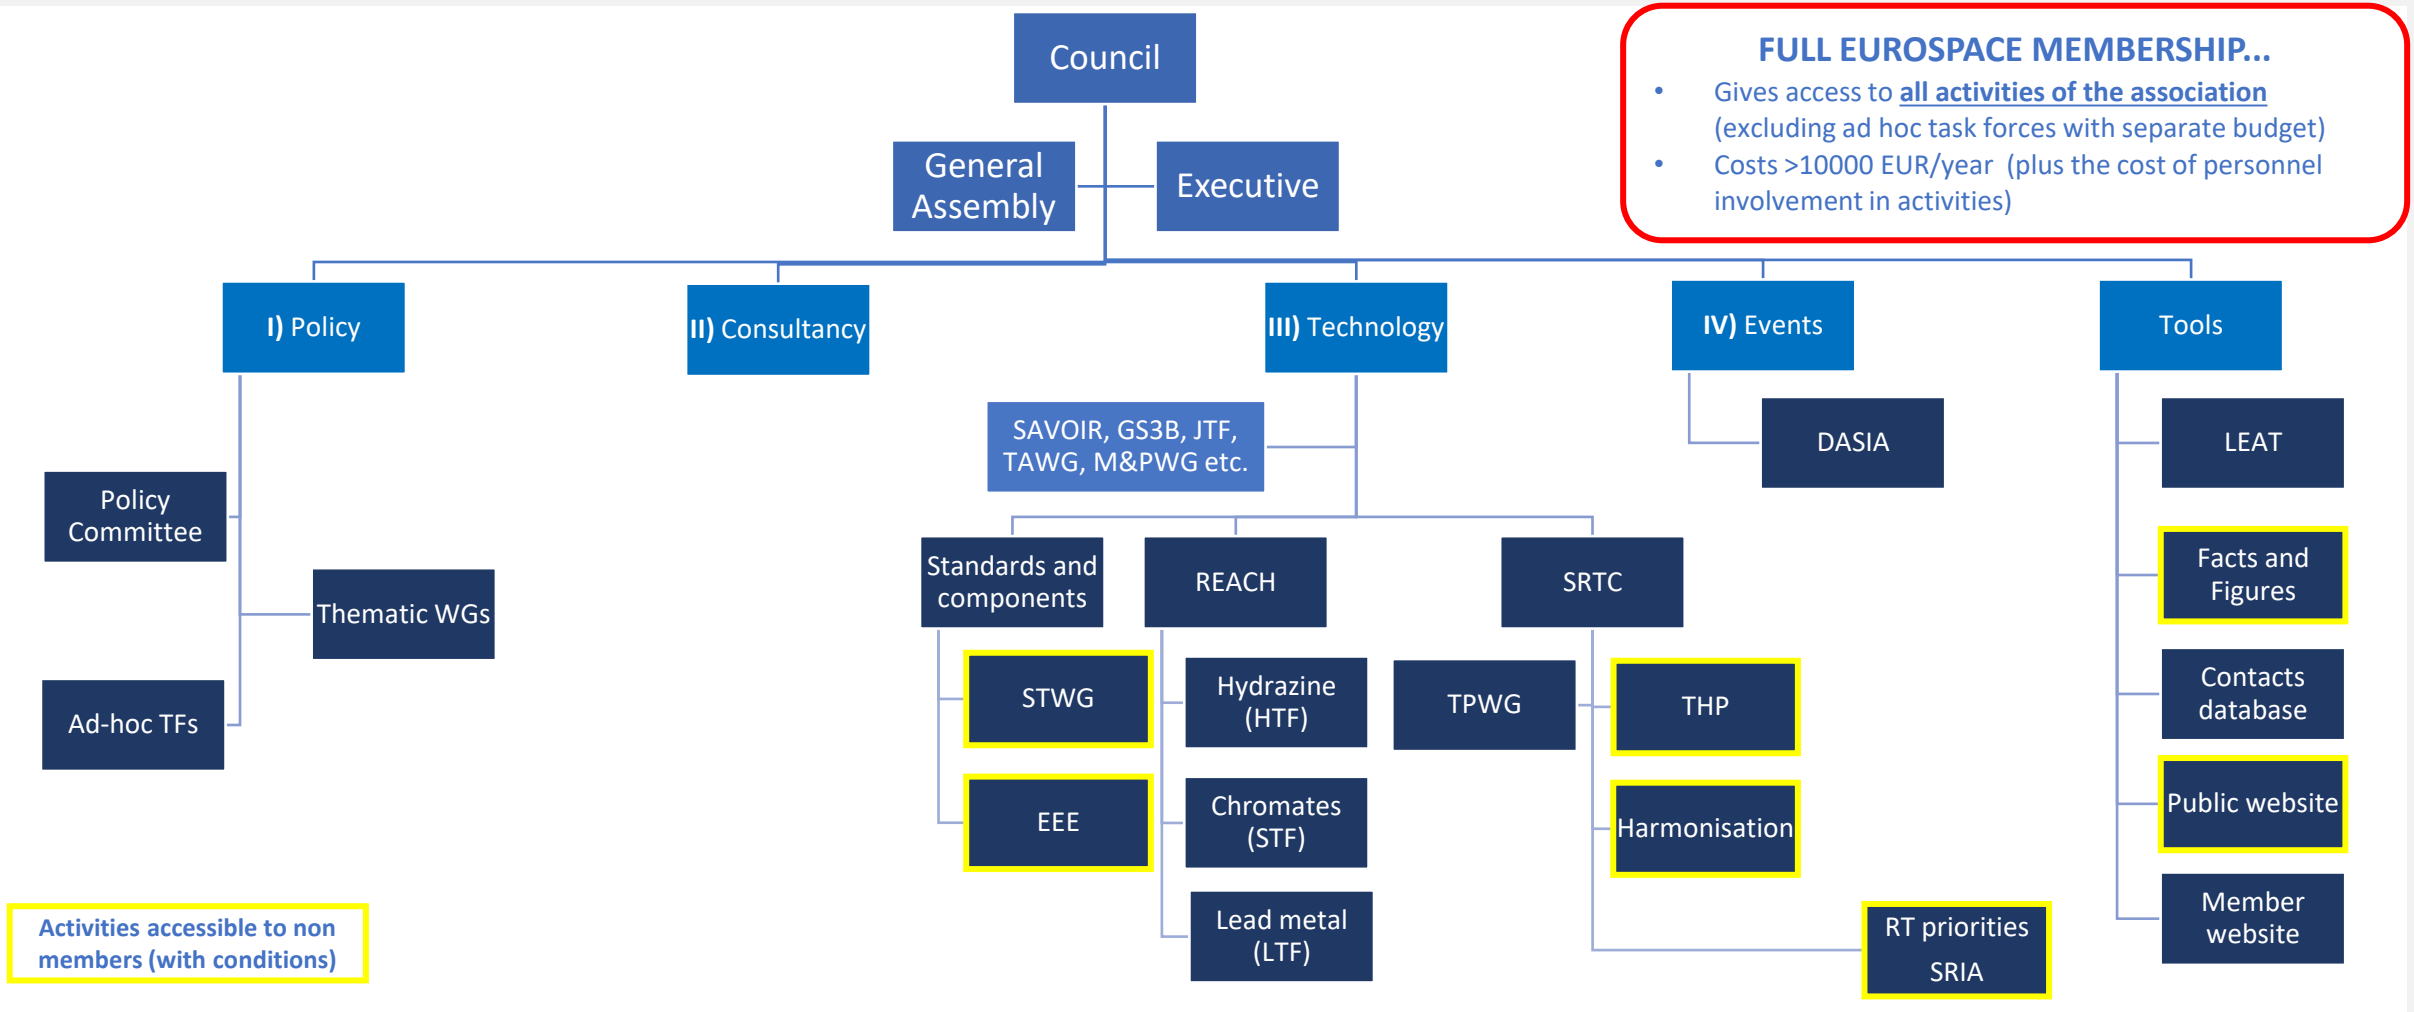 Council
FULL EUROSPACE MEMBERSHIP...
• Gives access to all activities of the association
(excluding ad hoc task forces with separate budget)
• Costs >10000 EUR/year (plus the cost of personnel
involvement in activities)
General
Assembly
Executive
I) Policy
II) Consultancy
III) Technology
IV) Events
Tools
Policy
Committee
Thematic WGs
Ad-hoc TFs
SAVOIR, GS3B, JTF,
TAWG, M&PWG etc.
Standards and
components
STWG
EEE
REACH
Hydrazine
(HTF)
Chromates
(STF)
Lead metal
(LTF)
SRTC
TPWG
THP
Harmonisation
RT priorities
SRIA
DASIA
LEAT
Facts and
Figures
Contacts
database
Public website
Member
website
Activities accessible to non
members (with conditions)